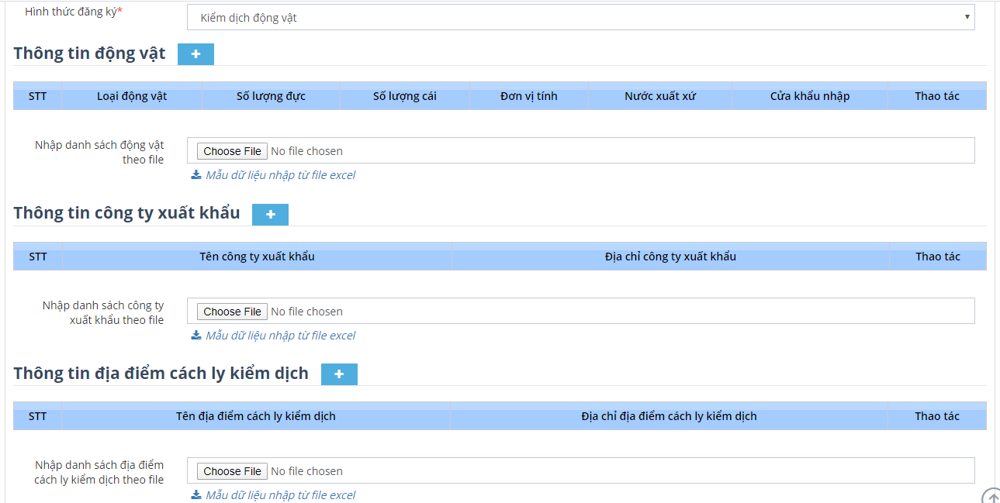 Hình thức đăng ký*
Kiểm dịch động vật
Thông tin động vật +
STT Loại động vật Số lượng đực Số lượng cái Đơn vị tính Nước xuất xứ Cửa khẩu nhập Thao tác
Nhập danh sách động vật
theo file
Choose File No file chosen
Mẫu dữ liệu nhập từ file excel
Thông tin công ty xuất khẩu +
STT Tên công ty xuất khẩu Địa chỉ công ty xuất khẩu Thao tác
Nhập danh sách công ty
xuất khẩu theo file
Choose File No file chosen
Mẫu dữ liệu nhập từ file excel
Thông tin địa điểm cách ly kiểm dịch +
STT Tên địa điểm cách ly kiểm dịch Địa chỉ địa điểm cách ly kiểm dịch Thao tác
Nhập danh sách địa điểm
cách ly kiểm dịch theo file
Choose File No file chosen
Mẫu dữ liệu nhập từ file excel